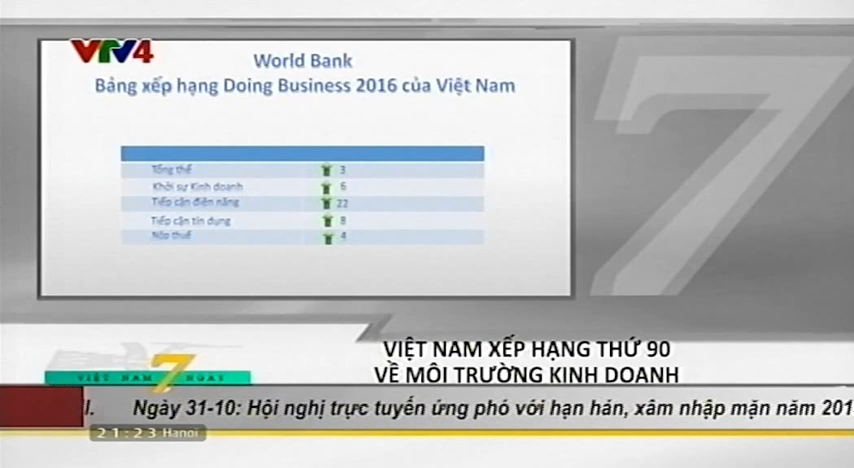 VTV4
World Bank
Bảng xếp hạng Doing Business 2016 của Việt Nam
Tổng thể 3
Khởi sự Kinh doanh 6
Tiếp cận điện năng 22
Tiếp cận tín dụng 8
Nộp thuế 4
7
VIỆT NAM XẾP HẠNG THỨ 90
VỀ MÔI TRƯỜNG KINH DOANH
VIỆT NAM 7 NGÀY
l. Ngày 31-10: Hội nghị trực tuyến ứng phó với hạn hán, xâm nhập mặn năm 201
21:23 Hanoi